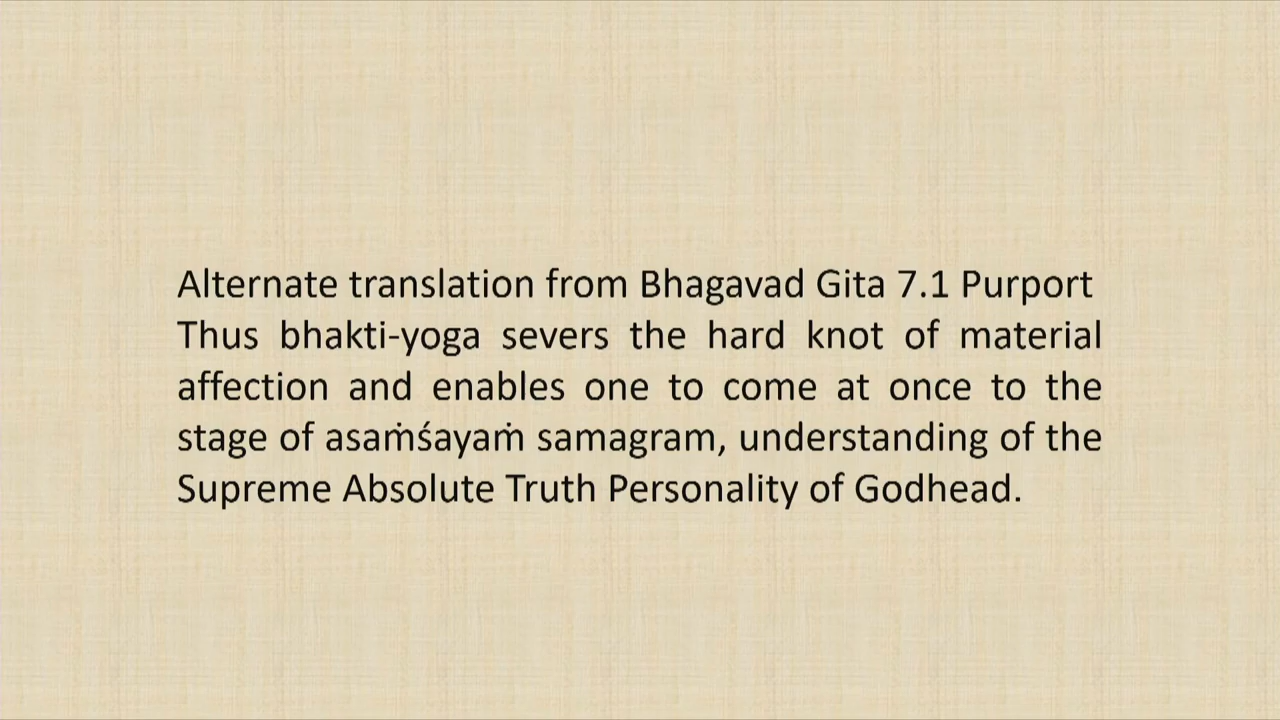 Alternate translation from Bhagavad Gita 7.1 Purport
Thus bhakti-yoga severs the hard knot of material
affection and enables one to come at once to the
stage of asaṁśayaṁ samagram, understanding of the
Supreme Absolute Truth Personality of Godhead.